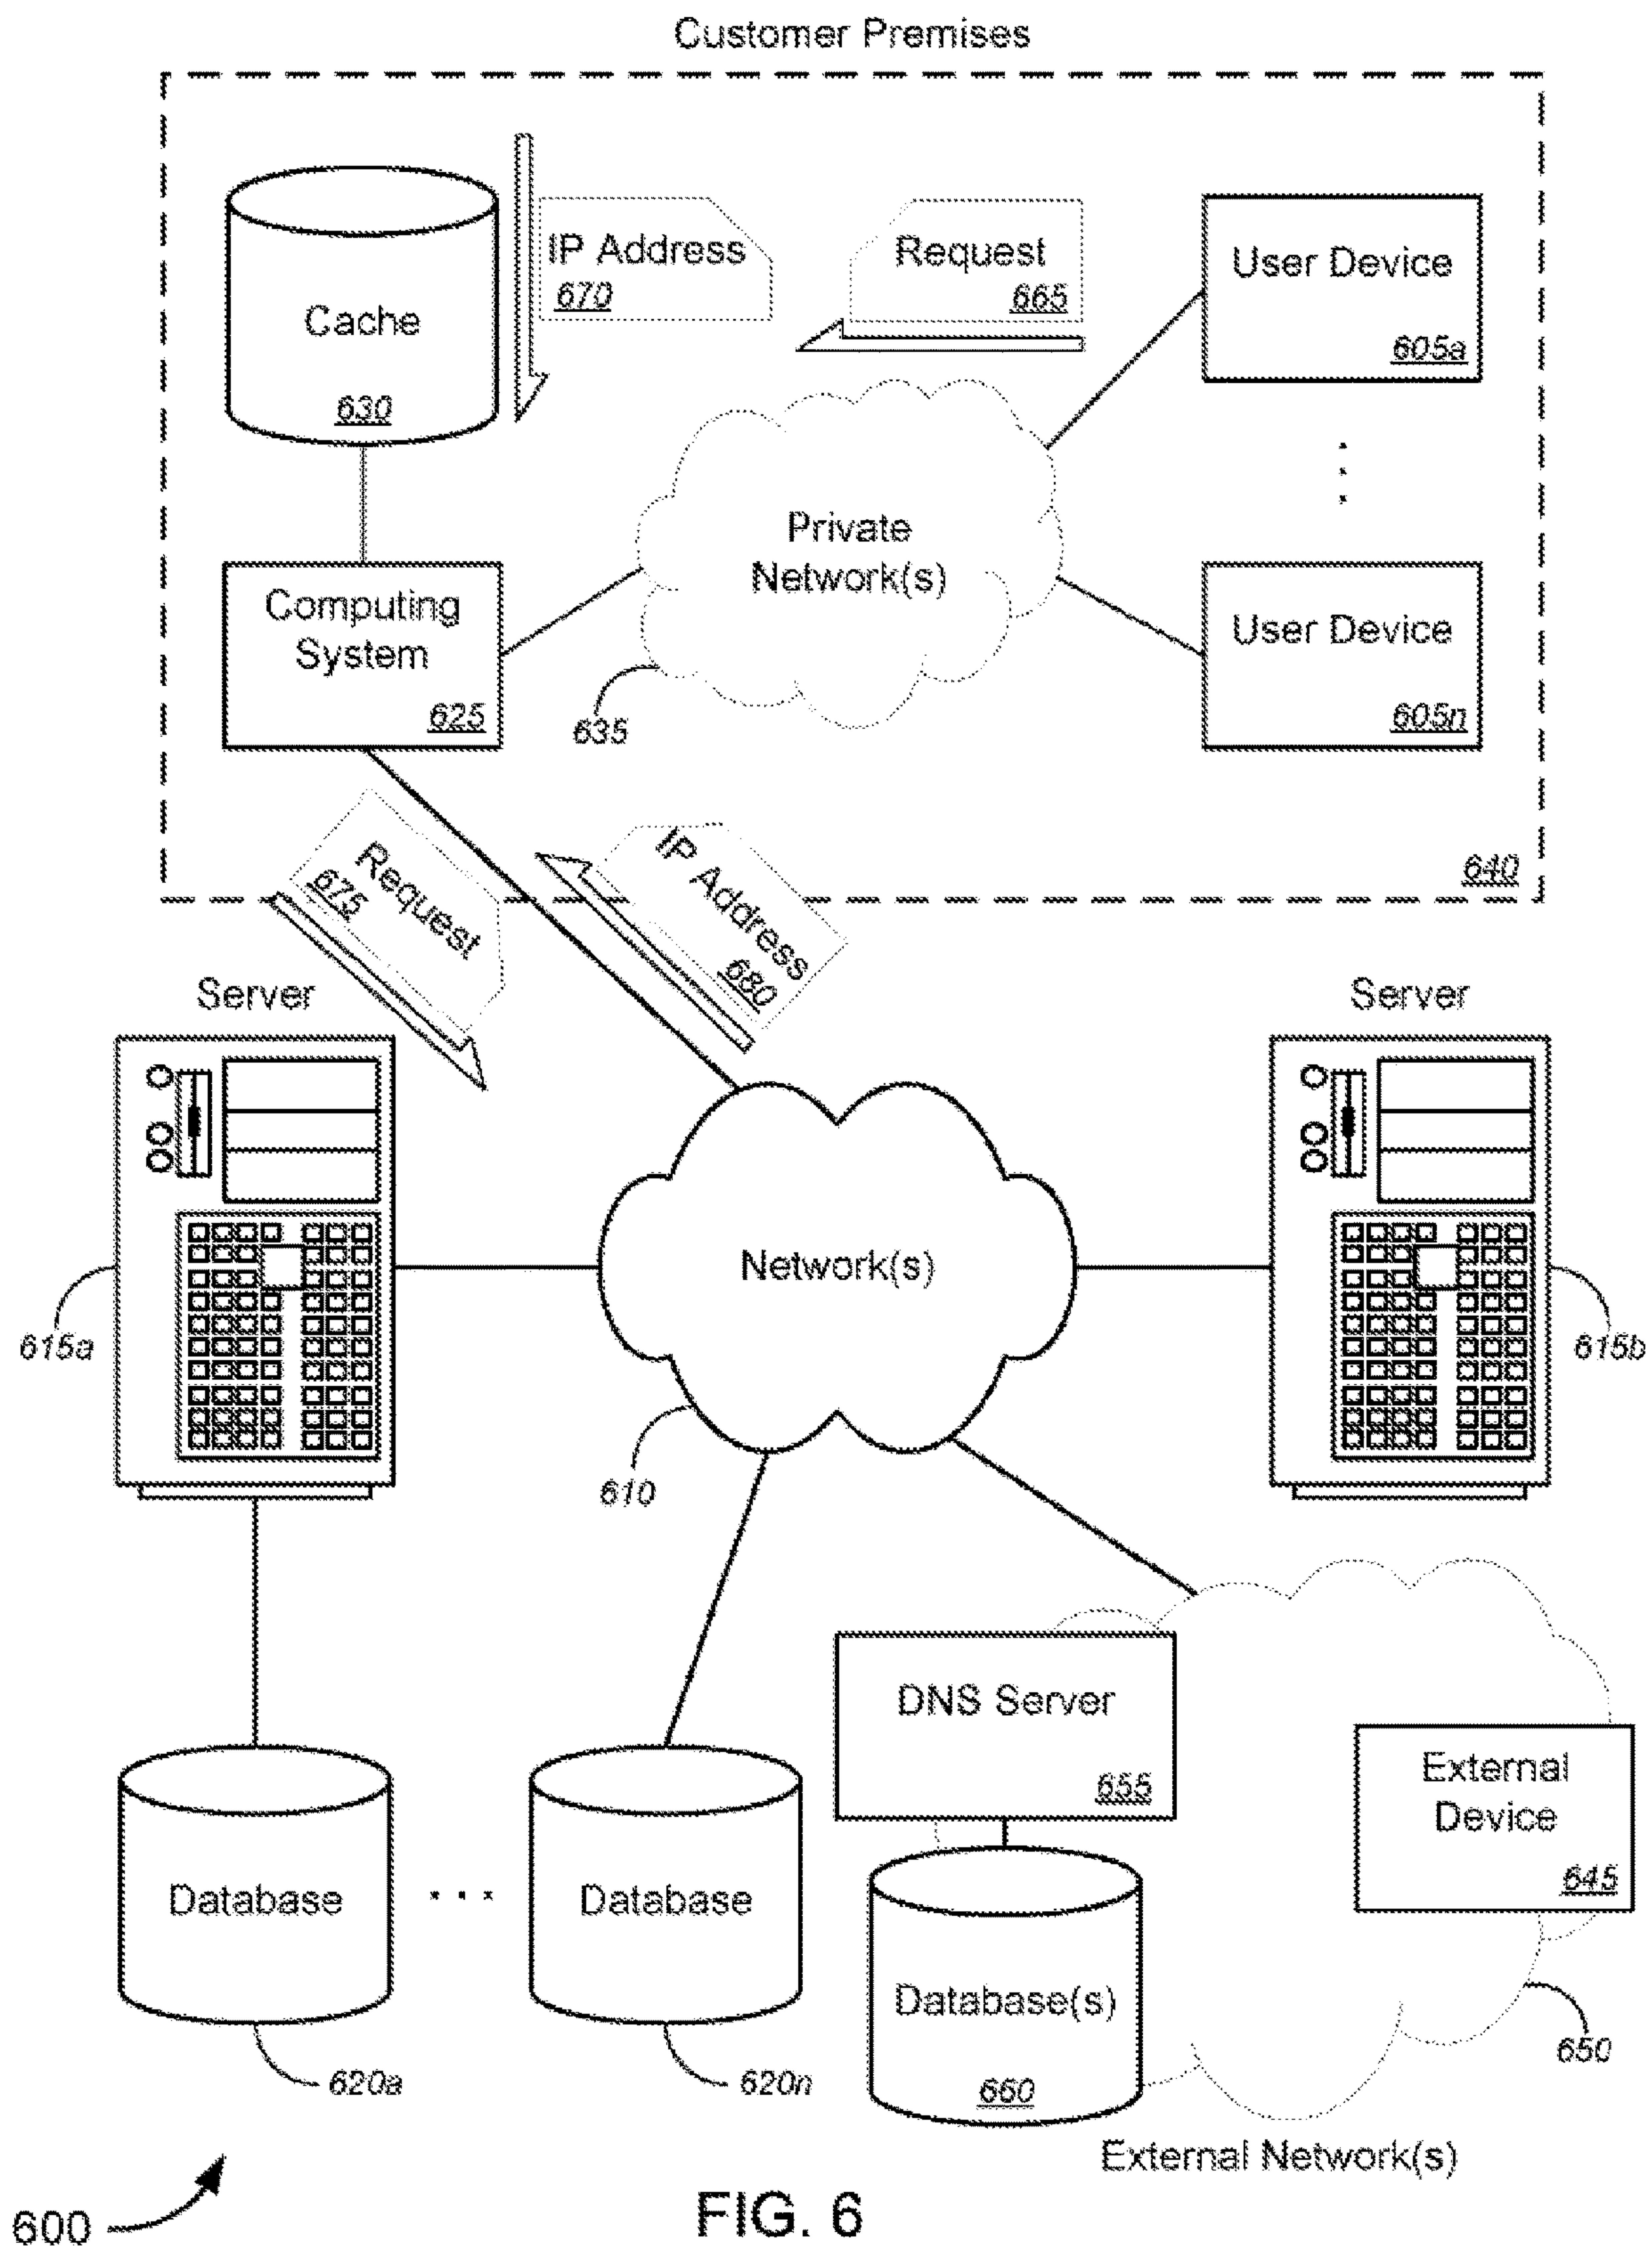 Customer Premises
IP Address
670
Request
665
User Device
605a
Cache
630
Private
Network(s)
Computing
System
625
635
User Device
605n
Request
675
IP Address
680
640
Server
Server
Network(s)
615a
615b
610
DNS Server
655
External
Device
645
Database
Database
Database(s)
660
650
620a
620n
External Network(s)
600
FIG. 6